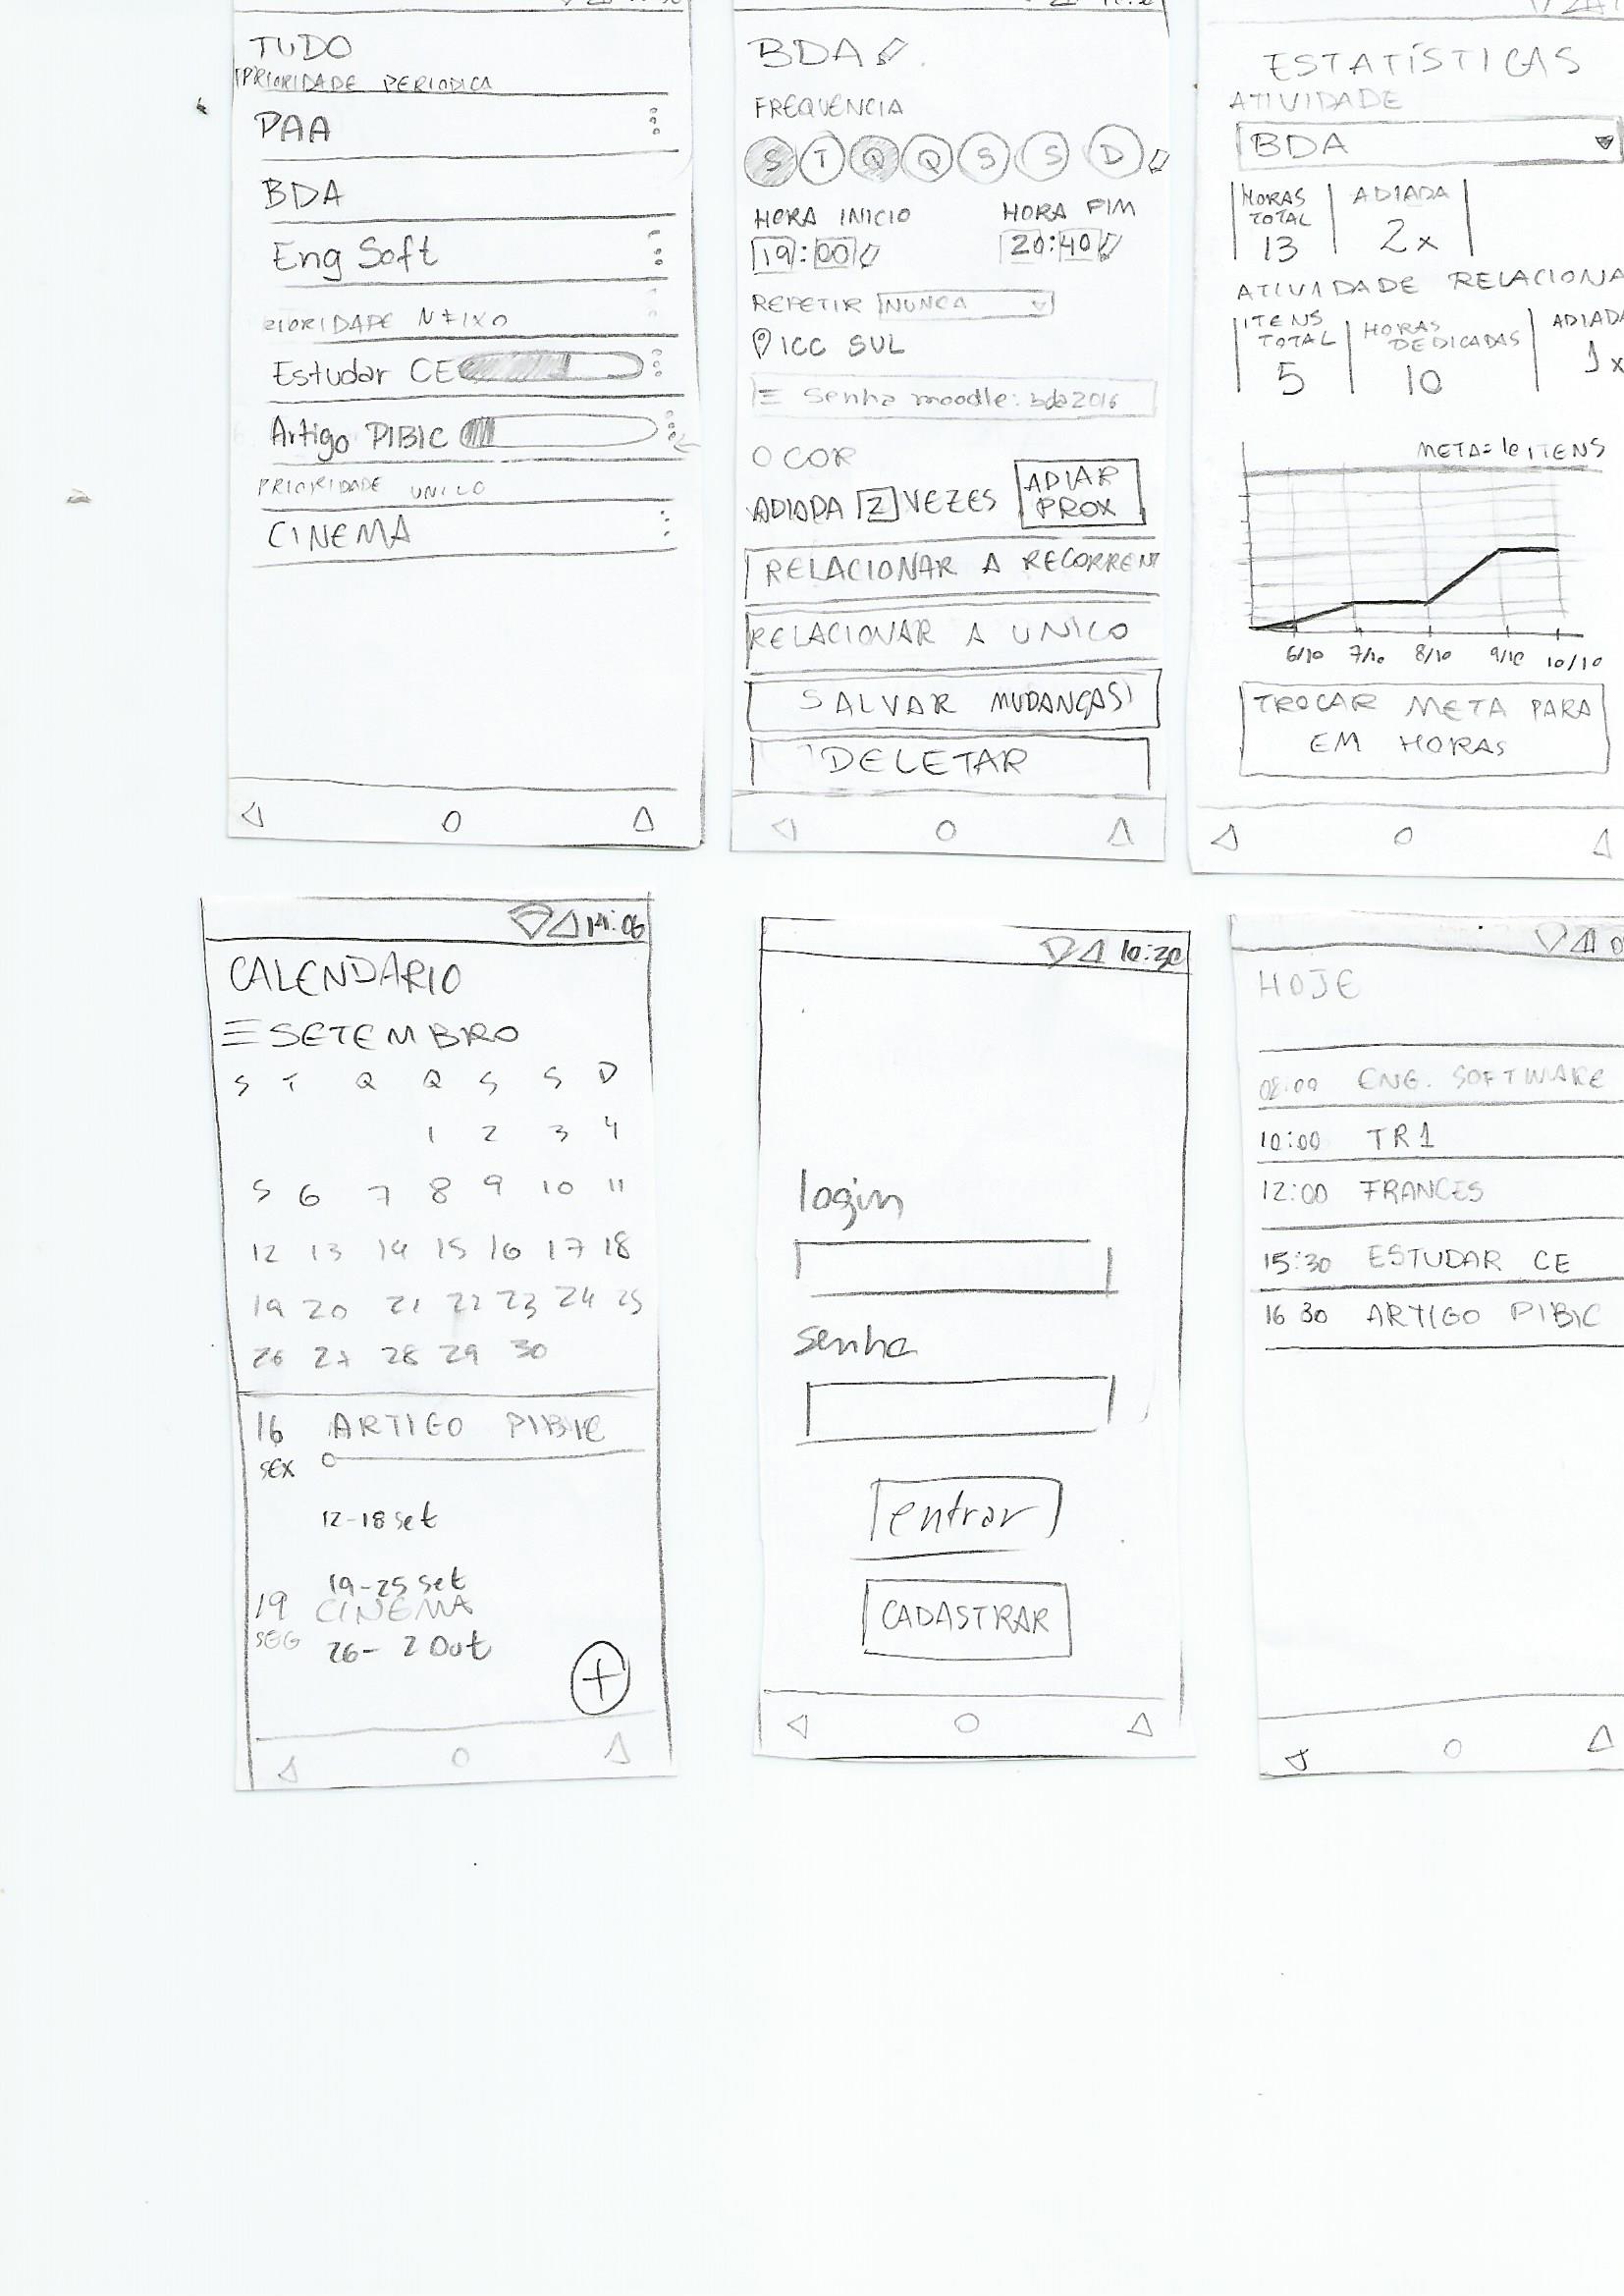 TUDO
PRIORIDADE PERIODICA
PAA
BDA
Eng Soft
RIORIDADE N FIXO
Estudar CE
Artigo PIBIC
PRIORIDADE UNICO
CINEMA
BDA
FREQUENCIA
S T Q Q S S D
HORA INICIO HORA FIM
19:00 20:40
REPETIR NUNCA
ICC SUL
Senha moodle: bda2016
O COR
ADIADA 2 VEZES
ADIAR
PROX
RELACIONAR A RECORRENT
RELACIONAR A UNICO
SALVAR MUDANÇAS
DELETAR
ESTATÍSTICAS
ATIVIDADE
BDA
HORAS TOTAL 13
ADIADA 2x
ATIVIDADE RELACIONA
ITENS TOTAL 5
HORAS DEDICADAS 10
ADIADA 1x
META=10 ITENS
6/10 7/10 8/10 9/10 10/10
TROCAR META PARA
EM HORAS
14:06
CALENDARIO
SETEMBRO
S T Q Q S S D
1 2 3 4
5 6 7 8 9 10 11
12 13 14 15 16 17 18
19 20 21 22 23 24 25
26 27 28 29 30
16 ARTIGO PIBIC
SEX
12-18 set
19-25 set
19 CINEMA
SEG 26- 2 Out
+
10:30
login
senha
entrar
CADASTRAR
HOJE
08:00 ENG. SOFTWARE
10:00 TR1
12:00 FRANCES
15:30 ESTUDAR CE
16 30 ARTIGO PIBIC